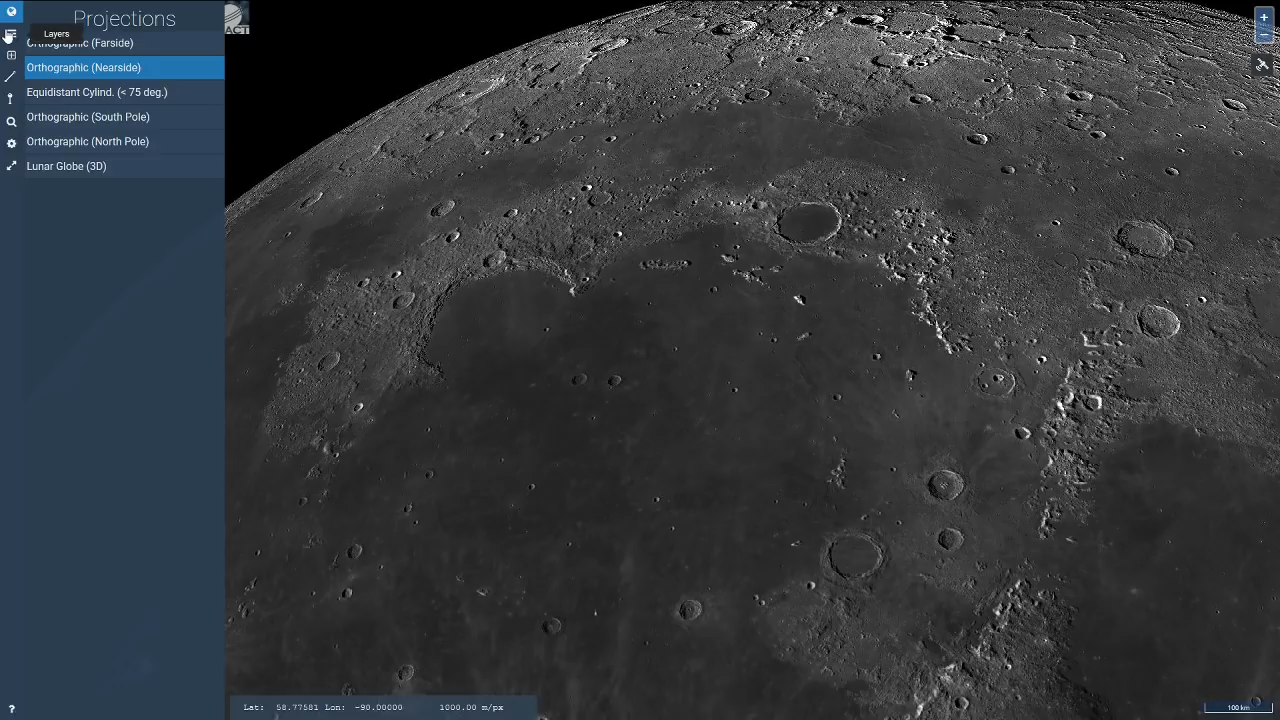 Projections
ACT
Layers
Orthographic (Farside)
Orthographic (Nearside)
Equidistant Cylind. (< 75 deg.)
Orthographic (South Pole)
Orthographic (North Pole)
Lunar Globe (3D)
+
−
?
Lat: 58.77581 Lon: -90.00000 1000.00 m/px
100 km